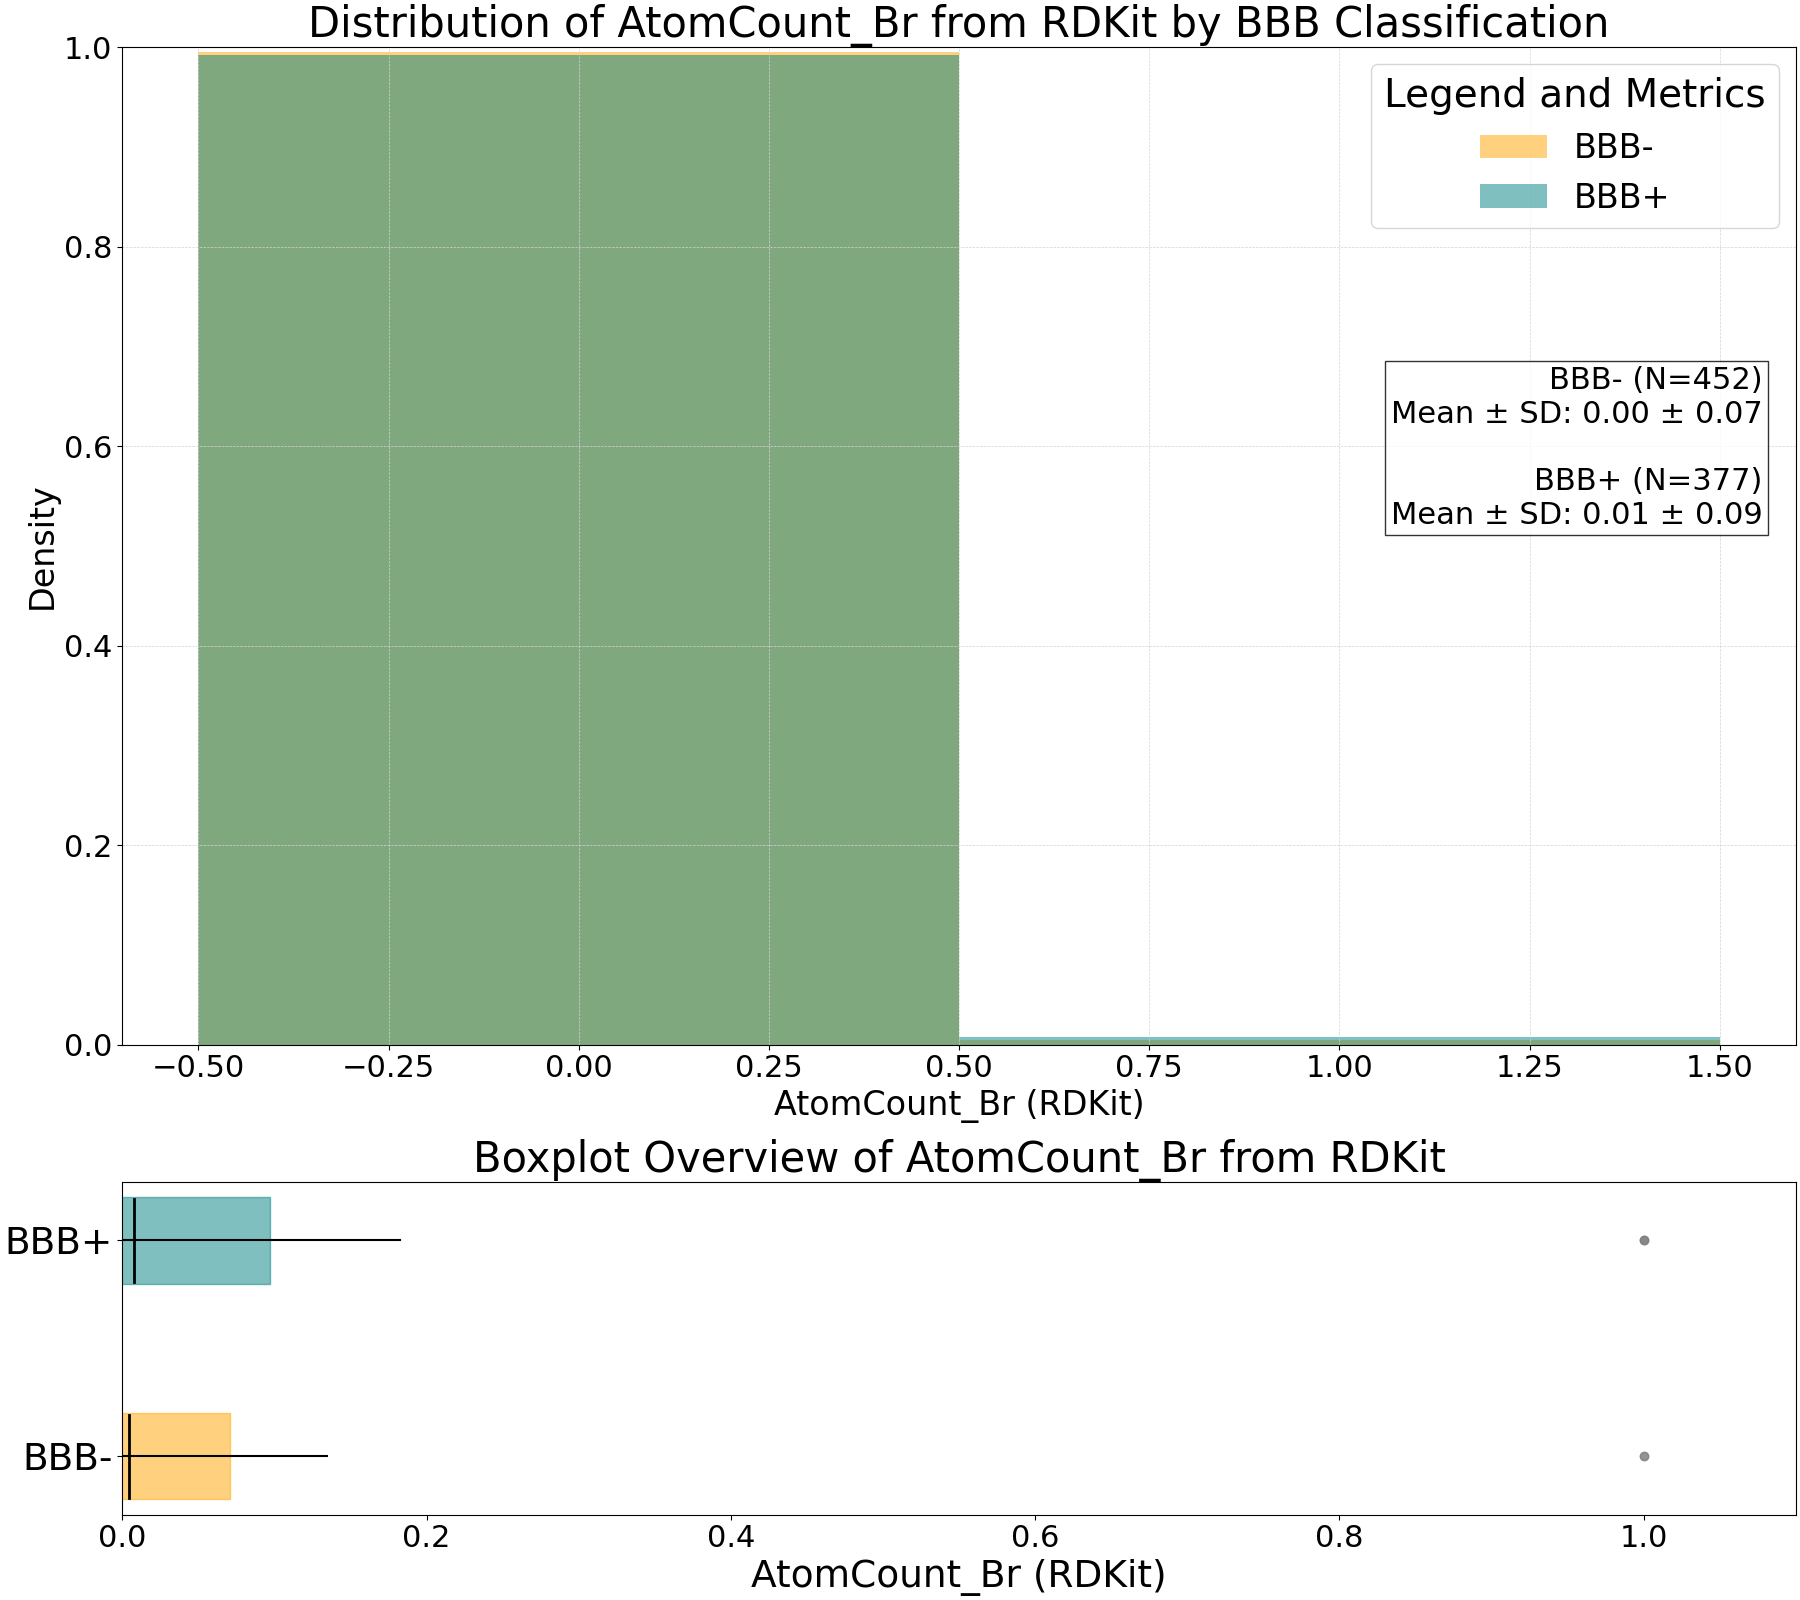 Distribution of AtomCount_Br from RDKit by BBB Classification
1.0
0.8
0.6
0.4
0.2
0.0
Density
Legend and Metrics
BBB-
BBB+
BBB- (N=452)
Mean ± SD: 0.00 ± 0.07
BBB+ (N=377)
Mean ± SD: 0.01 ± 0.09
−0.50 −0.25 0.00 0.25 0.50 0.75 1.00 1.25 1.50
AtomCount_Br (RDKit)
Boxplot Overview of AtomCount_Br from RDKit
BBB+
BBB-
0.0 0.2 0.4 0.6 0.8 1.0
AtomCount_Br (RDKit)